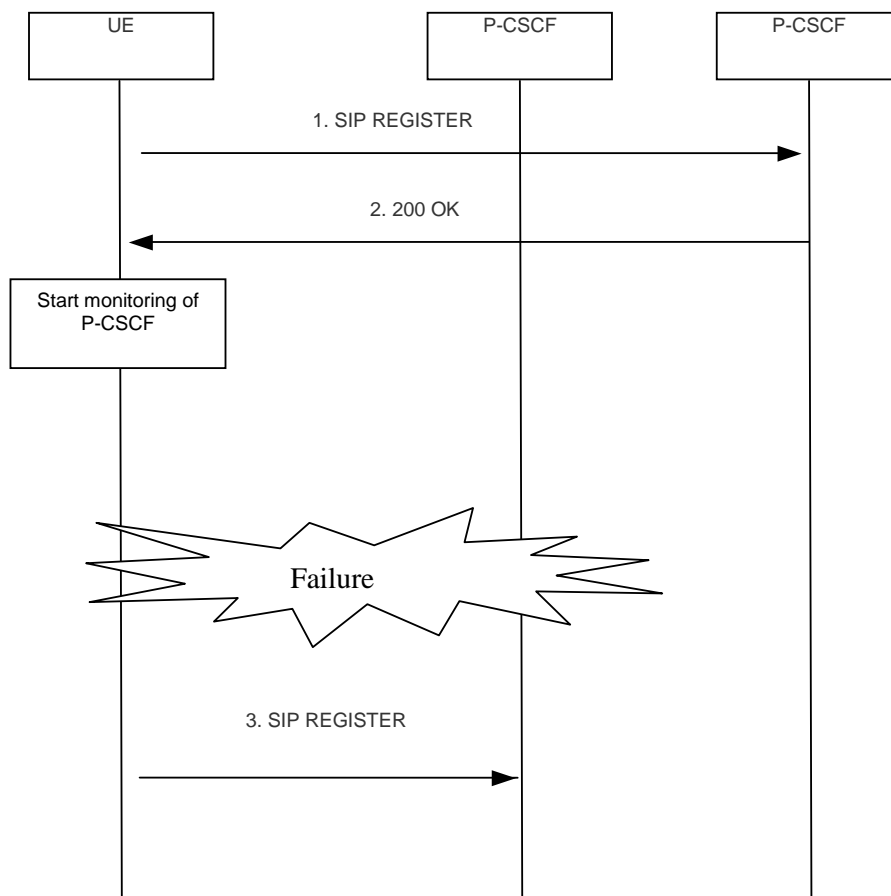 UE
P-CSCF
P-CSCF
1. SIP REGISTER
2. 200 OK
Start monitoring of
P-CSCF
Failure
3. SIP REGISTER